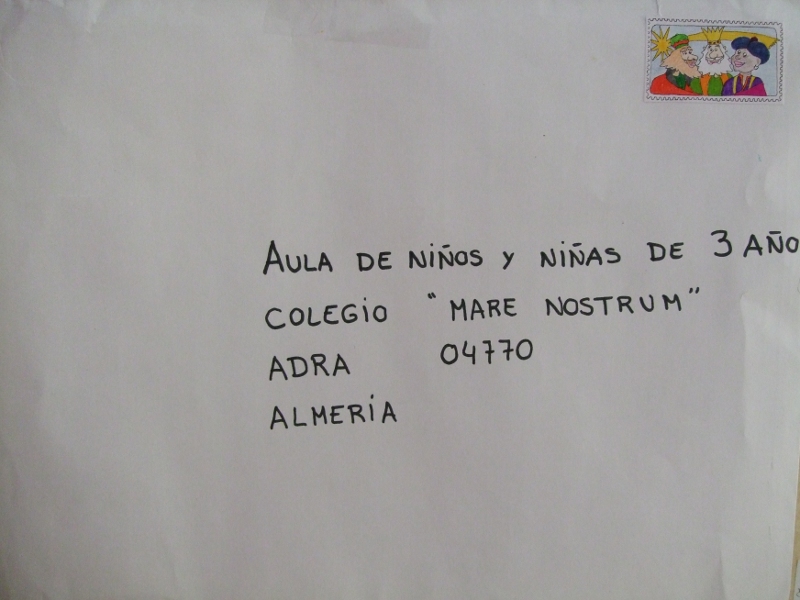 AULA DE NIÑOS Y NIÑAS DE 3 AÑO
COLEGIO "MARE NOSTRUM"
ADRA 04770
ALMERÍA